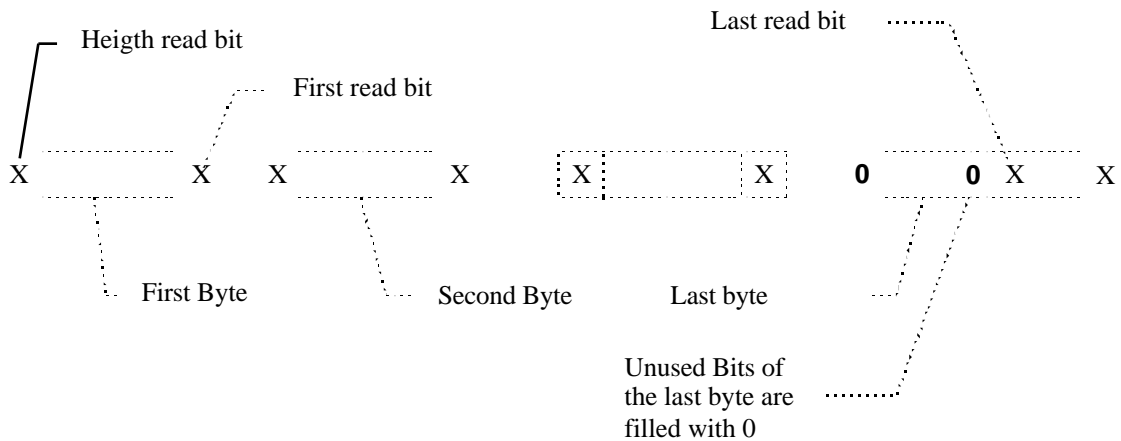 Last read bit
Heigth read bit
First read bit
X X X X X X 0 0 X X
First Byte
Second Byte
Last byte
Unused Bits of
the last byte are
filled with 0